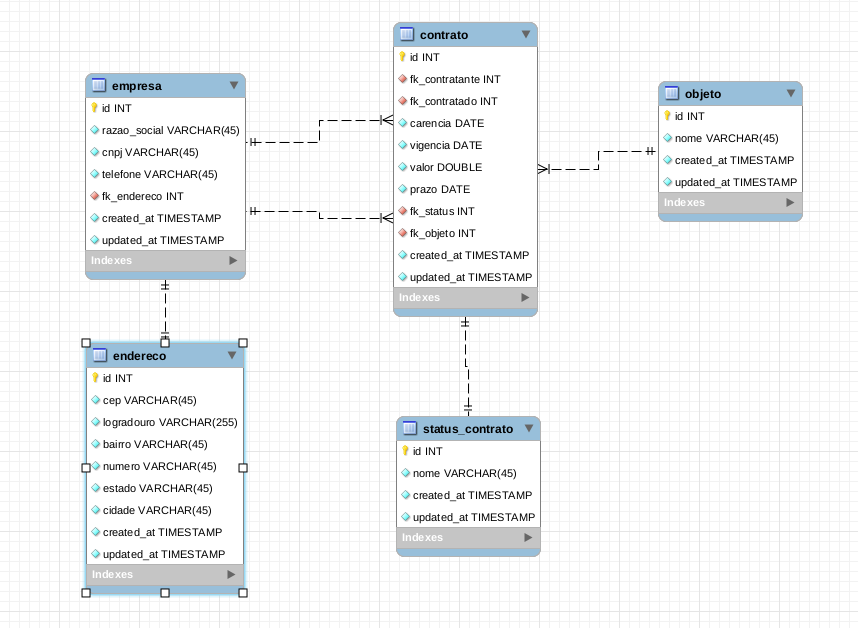 empresa
id INT
razao_social VARCHAR(45)
cnpj VARCHAR(45)
telefone VARCHAR(45)
fk_endereco INT
created_at TIMESTAMP
updated_at TIMESTAMP
Indexes
contrato
id INT
fk_contratante INT
fk_contratado INT
carencia DATE
vigencia DATE
valor DOUBLE
prazo DATE
fk_status INT
fk_objeto INT
created_at TIMESTAMP
updated_at TIMESTAMP
Indexes
objeto
id INT
nome VARCHAR(45)
created_at TIMESTAMP
updated_at TIMESTAMP
Indexes
endereco
id INT
cep VARCHAR(45)
logradouro VARCHAR(255)
bairro VARCHAR(45)
numero VARCHAR(45)
estado VARCHAR(45)
cidade VARCHAR(45)
created_at TIMESTAMP
updated_at TIMESTAMP
Indexes
status_contrato
id INT
nome VARCHAR(45)
created_at TIMESTAMP
updated_at TIMESTAMP
Indexes